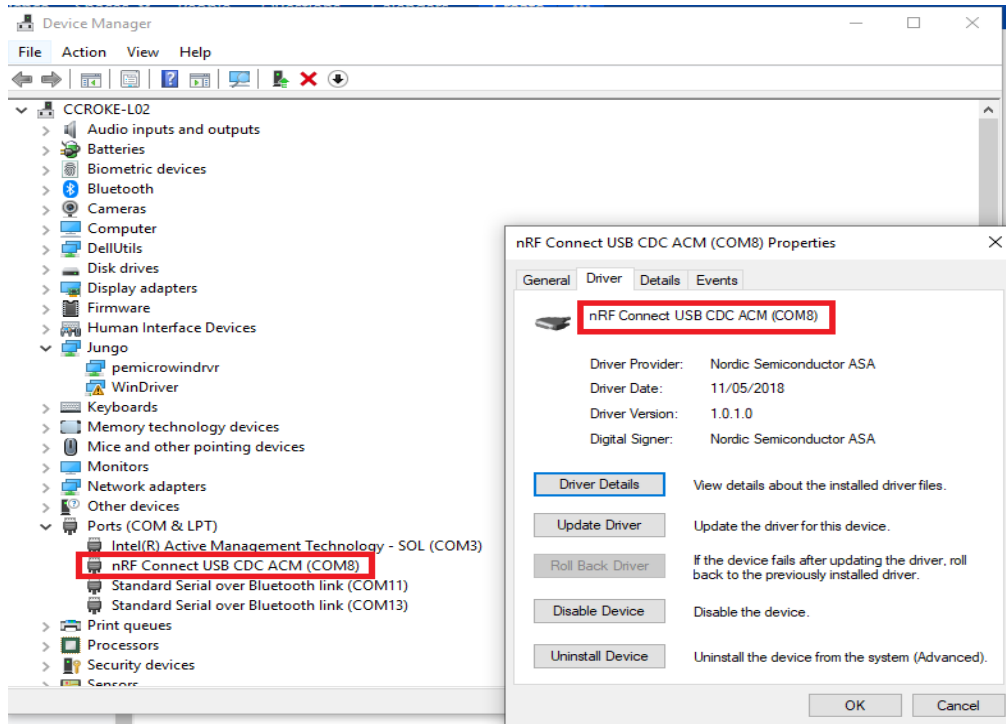 Device Manager
File Action View Help
CCROKE-L02
Audio inputs and outputs
Batteries
Biometric devices
Bluetooth
Cameras
Computer
DellUtils
Disk drives
Display adapters
Firmware
Human Interface Devices
Jungo
pemicrowindrvr
WinDriver
Keyboards
Memory technology devices
Mice and other pointing devices
Monitors
Network adapters
Other devices
Ports (COM & LPT)
Intel(R) Active Management Technology - SOL (COM3)
nRF Connect USB CDC ACM (COM8)
Standard Serial over Bluetooth link (COM11)
Standard Serial over Bluetooth link (COM13)
Print queues
Processors
Security devices
Sensors
nRF Connect USB CDC ACM (COM8) Properties
General Driver Details Events
nRF Connect USB CDC ACM (COM8)
Driver Provider: Nordic Semiconductor ASA
Driver Date: 11/05/2018
Driver Version: 1.0.1.0
Digital Signer: Nordic Semiconductor ASA
Driver Details View details about the installed driver files.
Update Driver Update the driver for this device.
Roll Back Driver If the device fails after updating the driver, roll
back to the previously installed driver.
Disable Device Disable the device.
Uninstall Device Uninstall the device from the system (Advanced).
OK Cancel